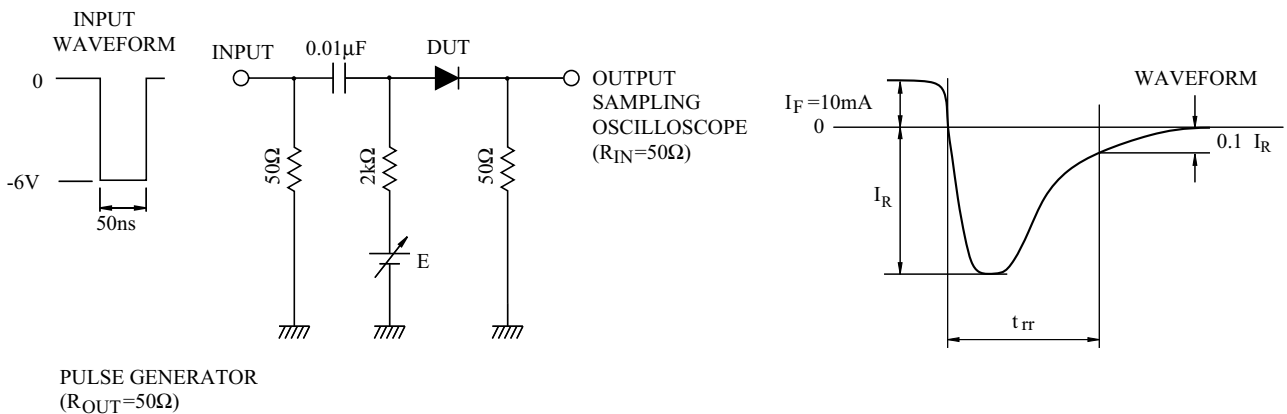 INPUT
WAVEFORM
0
-6V
50ns
INPUT
0.01μF
DUT
OUTPUT
SAMPLING
OSCILLOSCOPE
(RIN=50Ω)
50Ω
2kΩ
50Ω
E
PULSE GENERATOR
(ROUT=50Ω)
WAVEFORM
IF=10mA
0
0.1 IR
IR
trr